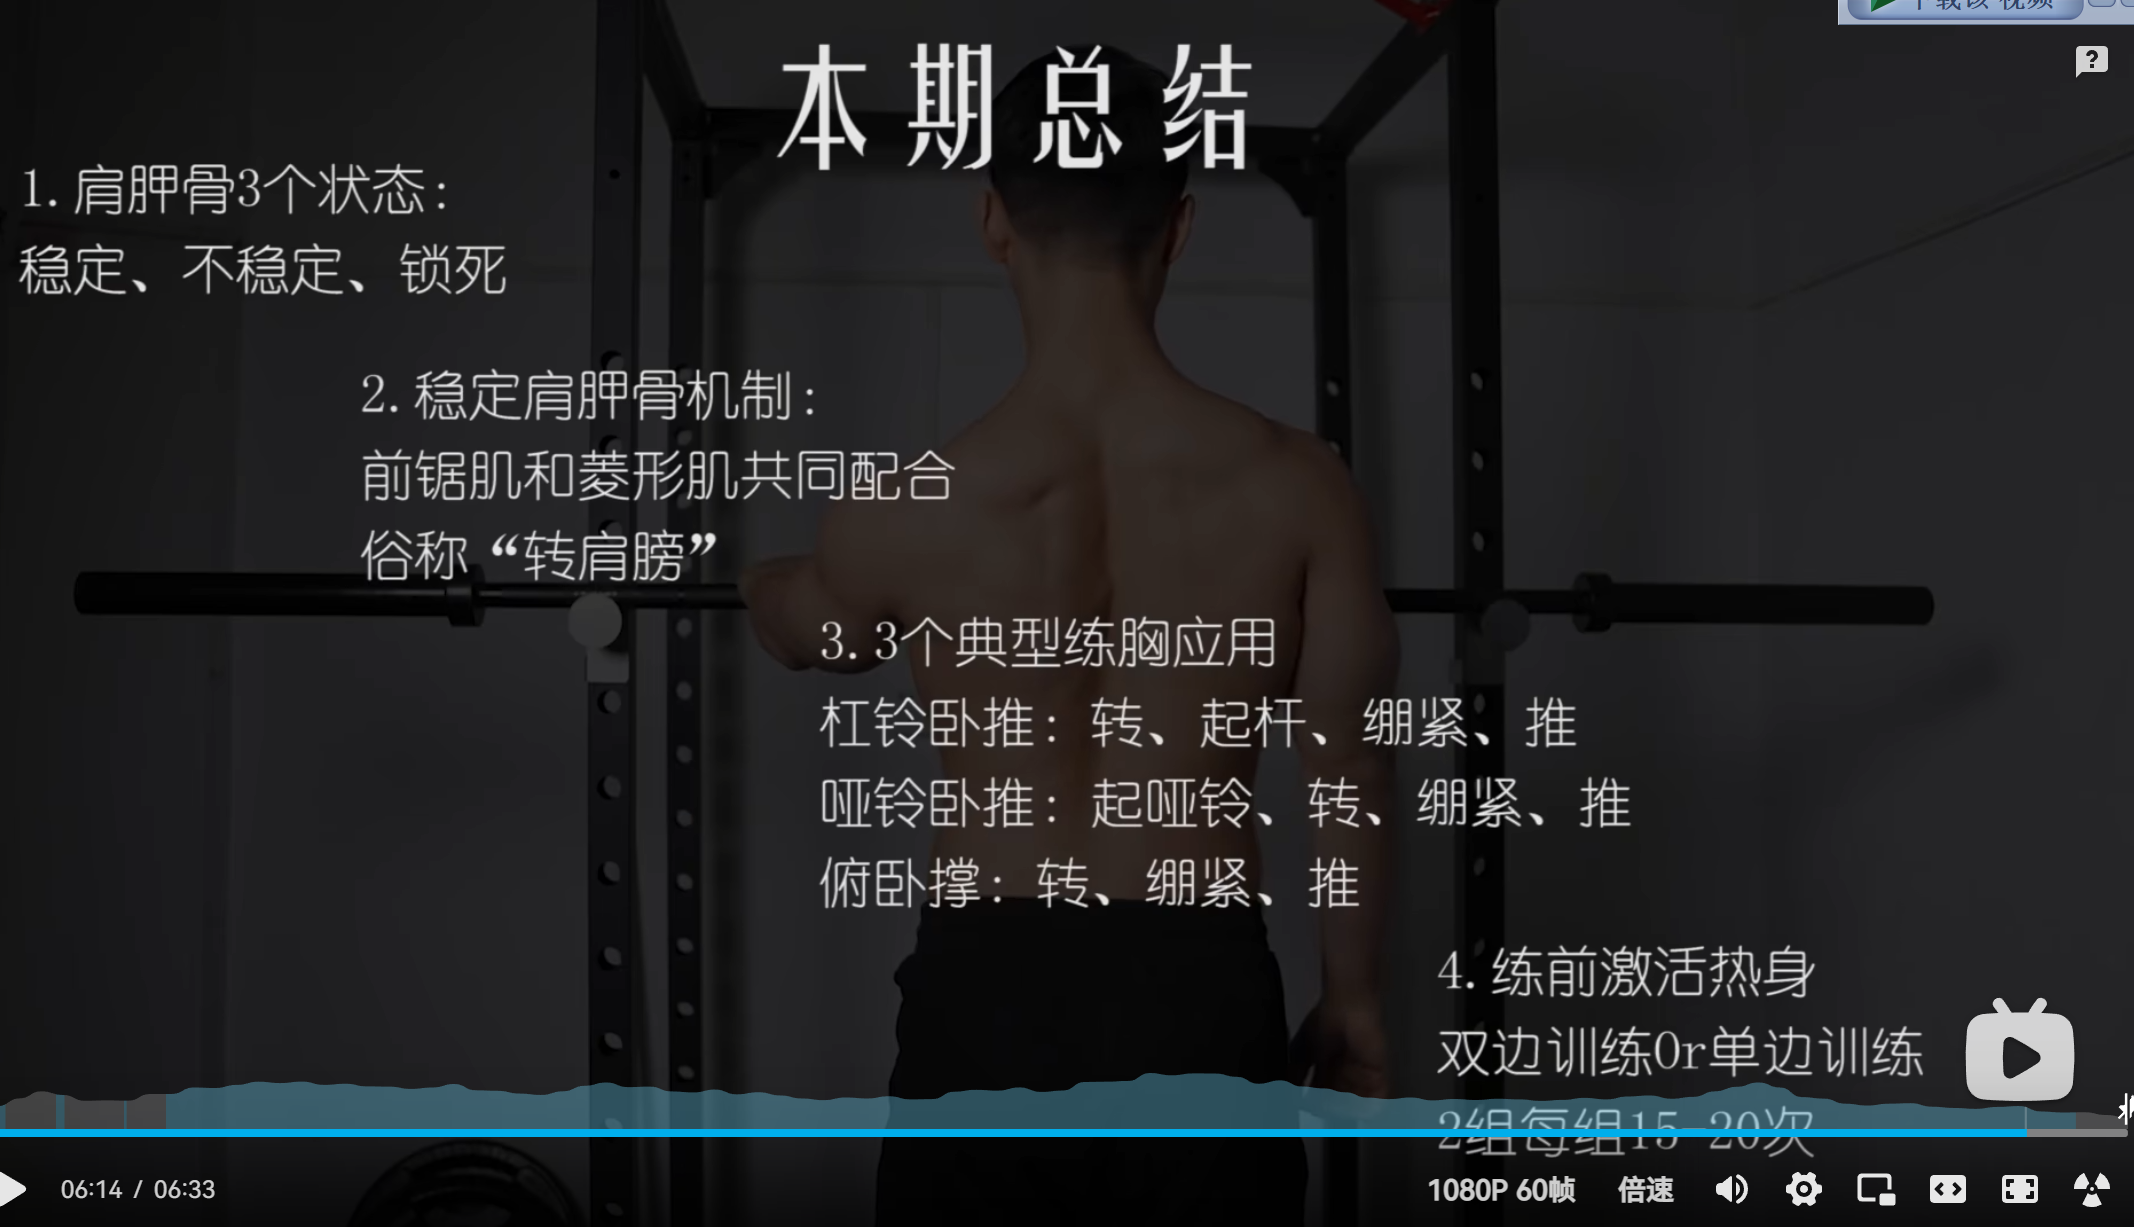 下载该视频
本期总结
1.肩胛骨3个状态：
稳定、不稳定、锁死
2.稳定肩胛骨机制：
前锯肌和菱形肌共同配合
俗称“转肩膀”
3.3个典型练胸应用
杠铃卧推：转、起杆、绷紧、推
哑铃卧推：起哑铃、转、绷紧、推
俯卧撑：转、绷紧、推
4.练前激活热身
双边训练Or单边训练
2组每组15-20次
06:14 / 06:33
1080P 60帧
倍速